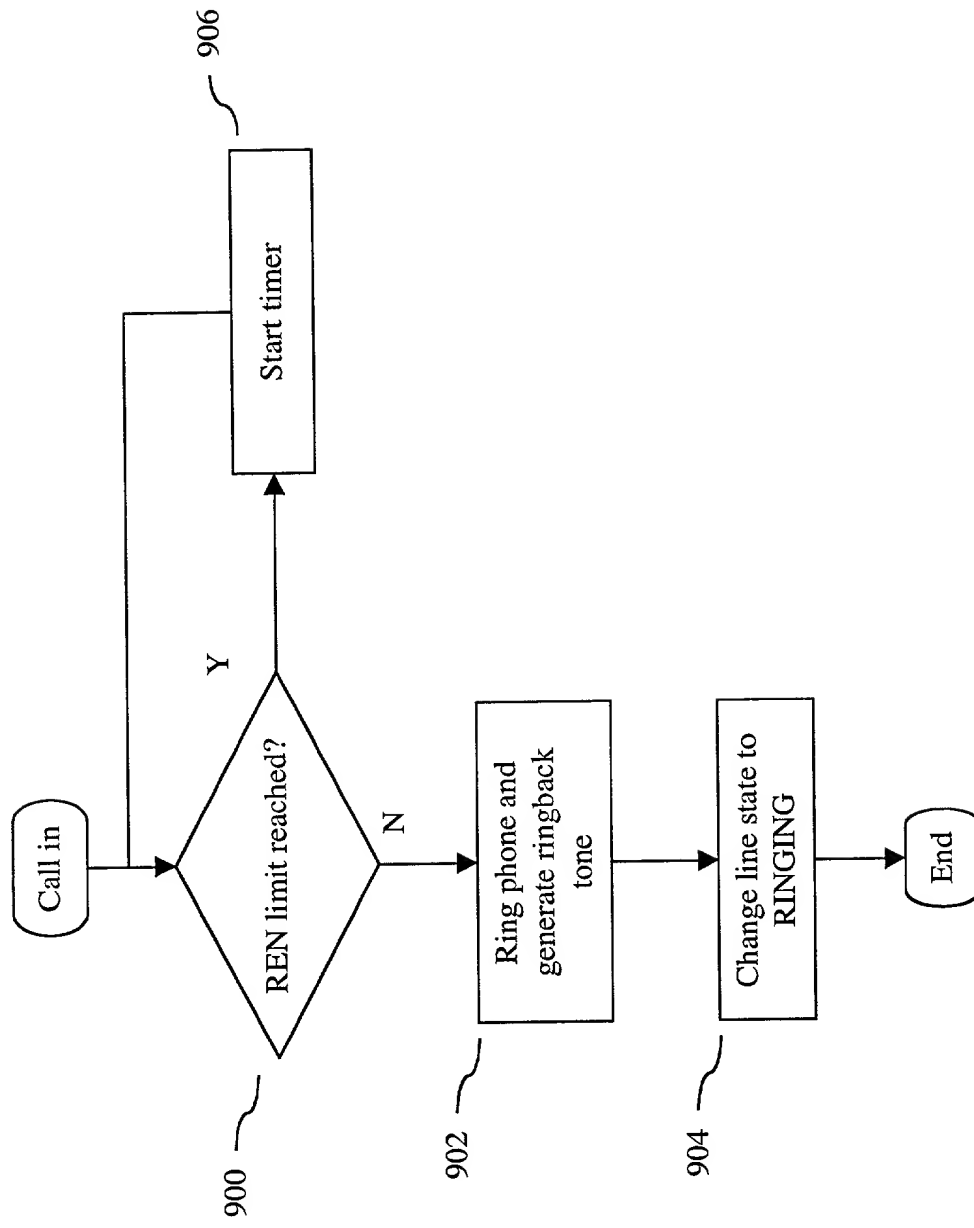 Call in
REN limit reached?
900
Y
Start timer
906
N
Ring phone and
generate ringback
tone
902
Change line state to
RINGING
904
End